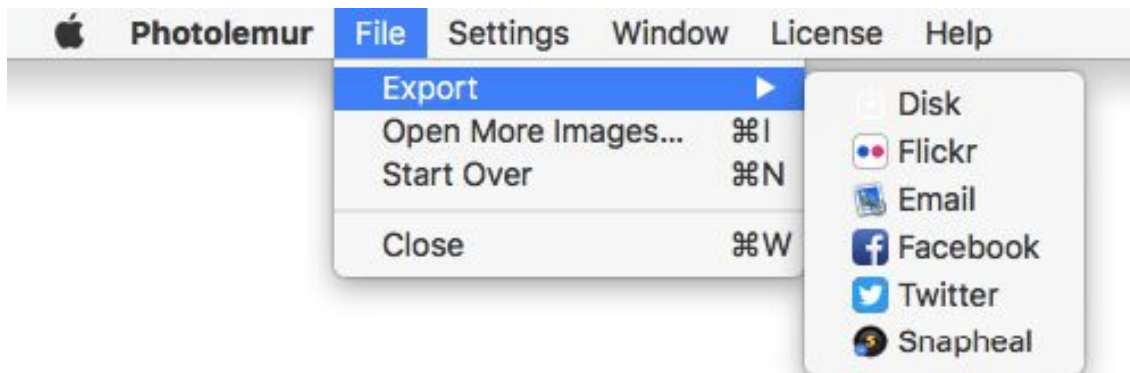 Photolemur File Settings Window License Help
Export
Open More Images... ⌘I
Start Over ⌘N
Close ⌘W
Disk
Flickr
Email
Facebook
Twitter
Snapheal